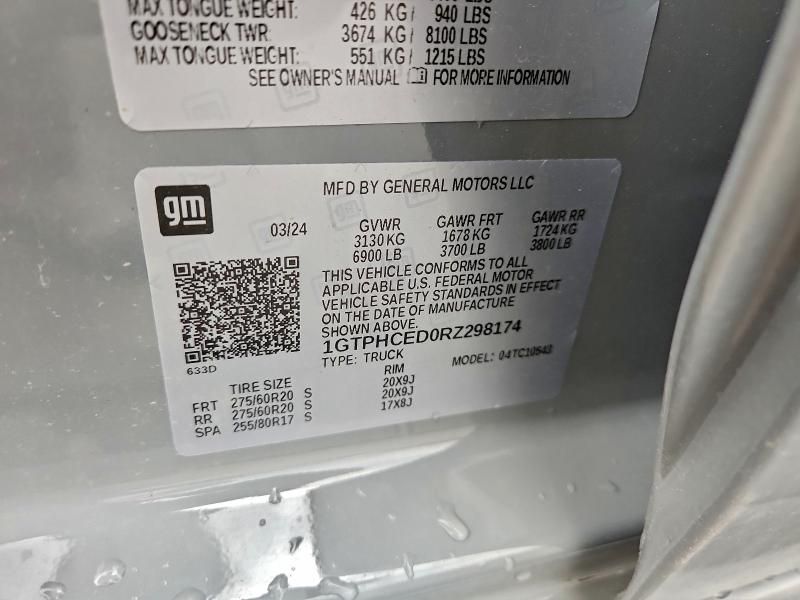 MAX TONGUE WEIGHT: 426 KG/ 940 LBS
GOOSENECK TWR: 3674 KG/ 8100 LBS
MAX TONGUE WEIGHT: 551 KG/ 1215 LBS
SEE OWNER'S MANUAL FOR MORE INFORMATION
gm
MFD BY GENERAL MOTORS LLC
03/24 GVWR GAWR FRT GAWR RR
3130 KG 1678 KG 1724 KG
6900 LB 3700 LB 3800 LB
THIS VEHICLE CONFORMS TO ALL
APPLICABLE U.S. FEDERAL MOTOR
VEHICLE SAFETY STANDARDS IN EFFECT
ON THE DATE OF MANUFACTURE
SHOWN ABOVE.
1GTPHCED0RZ298174
TYPE: TRUCK MODEL: 04TC10543
633D
TIRE SIZE RIM
FRT 275/60R20 S 20X9J
RR 275/60R20 S 20X9J
SPA 255/80R17 S 17X8J